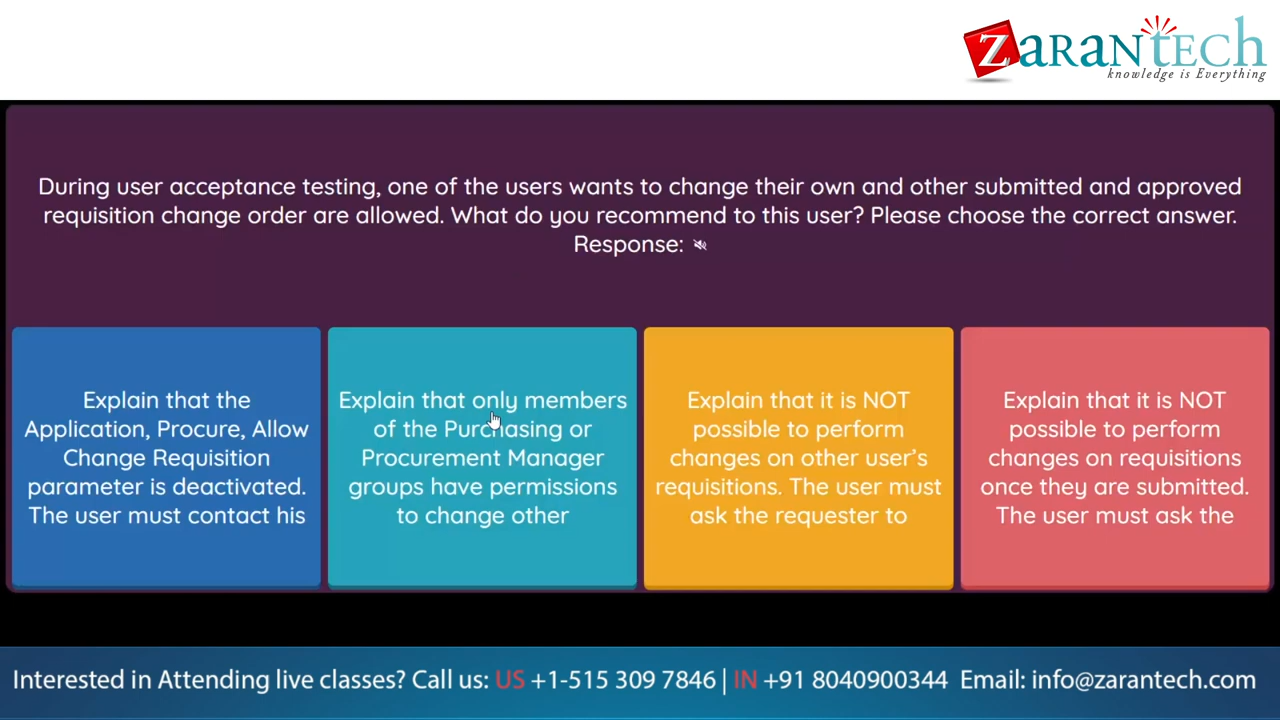 ZARANTECH
knowledge is Everything
During user acceptance testing, one of the users wants to change their own and other submitted and approved
requisition change order are allowed. What do you recommend to this user? Please choose the correct answer.
Response:
Explain that the
Application, Procure, Allow
Change Requisition
parameter is deactivated.
The user must contact his
Explain that only members
of the Purchasing or
Procurement Manager
groups have permissions
to change other
Explain that it is NOT
possible to perform
changes on other user's
requisitions. The user must
ask the requester to
Explain that it is NOT
possible to perform
changes on requisitions
once they are submitted.
The user must ask the
Interested in Attending live classes? Call us: US +1-515 309 7846 | IN +91 8040900344 Email: info@zarantech.com